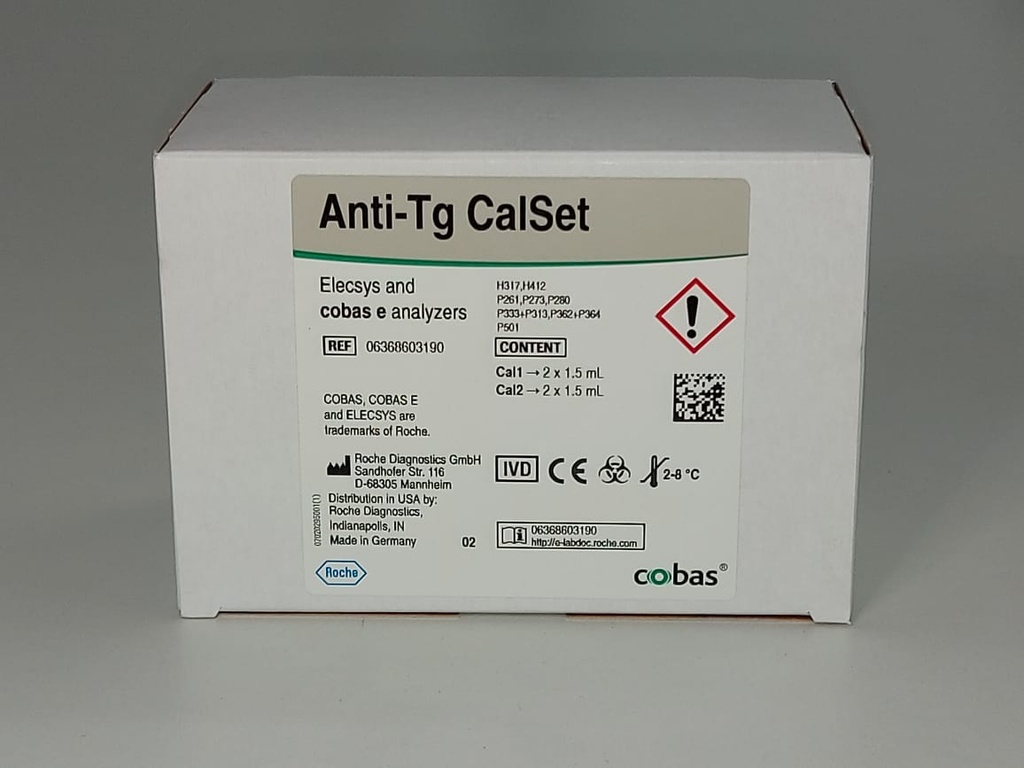 Anti-Tg CalSet
Elecsys and
cobas e analyzers
REF 06368603190
H317,H412
P261,P273,P280
P333+P313,P362+P364
P501
CONTENT
Cal1 → 2 x 1.5 mL
Cal2 → 2 x 1.5 mL
COBAS, COBAS E
and ELECSYS are
trademarks of Roche.
Roche Diagnostics GmbH
Sandhofer Str. 116
D-68305 Mannheim
Distribution in USA by:
Roche Diagnostics,
Indianapolis, IN
Made in Germany
02
IVD CE 2-8 °C
06368603190
http://e-labdoc.roche.com
Roche
cobas®